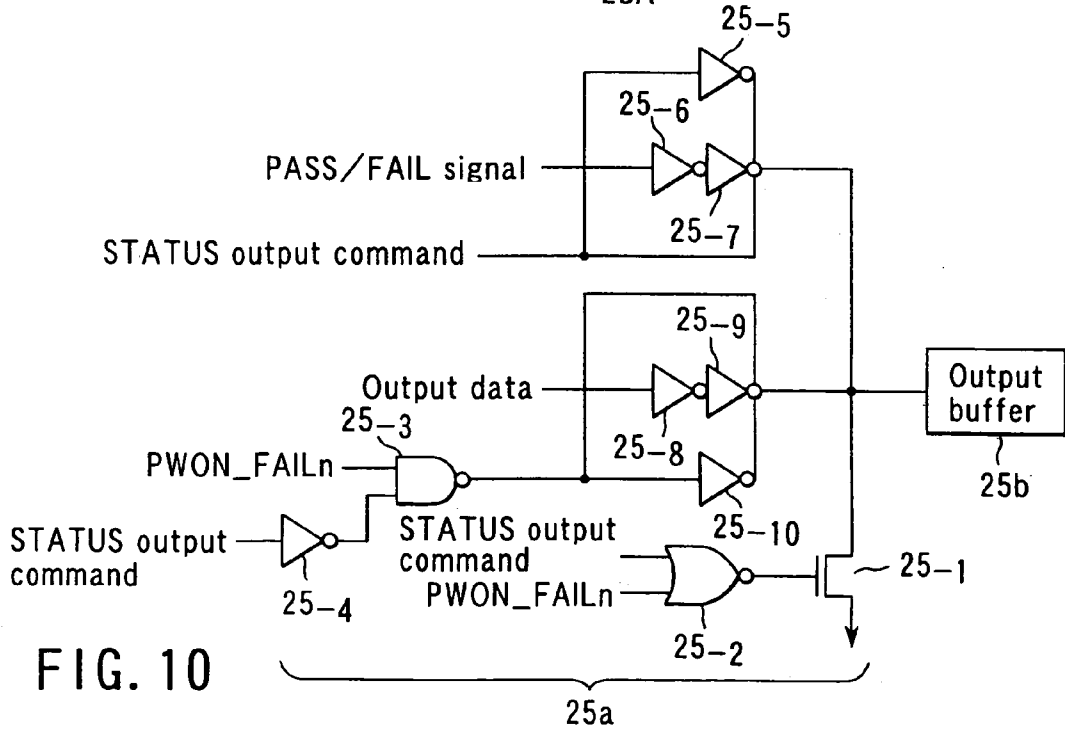 25-5
25-6
PASS/FAIL signal
25-7
STATUS output command
25-9
Output data
Output
buffer
25-3
25-8
25b
PWON_FAILn
25-10
STATUS output
command
STATUS output
command
25-1
PWON_FAILn
25-4
25-2
FIG. 10
25a